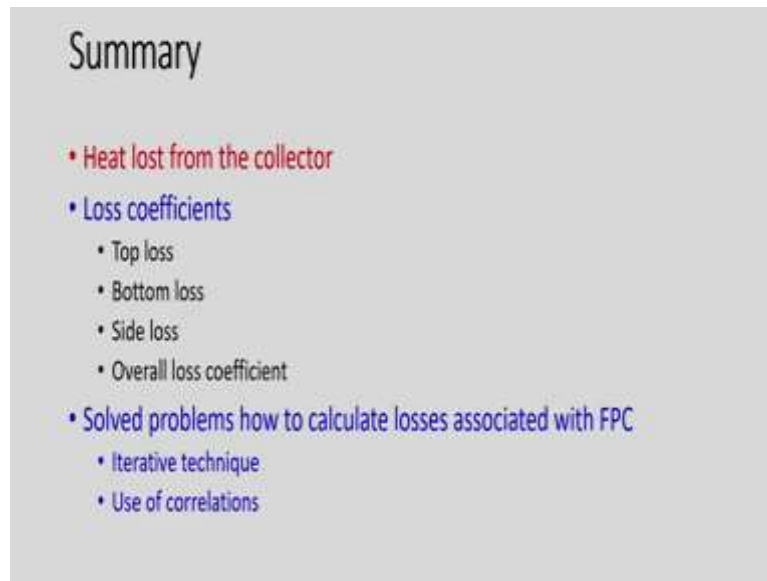 Summary
• Heat lost from the collector
• Loss coefficients
• Top loss
• Bottom loss
• Side loss
• Overall loss coefficient
• Solved problems how to calculate losses associated with FPC
• Iterative technique
• Use of correlations